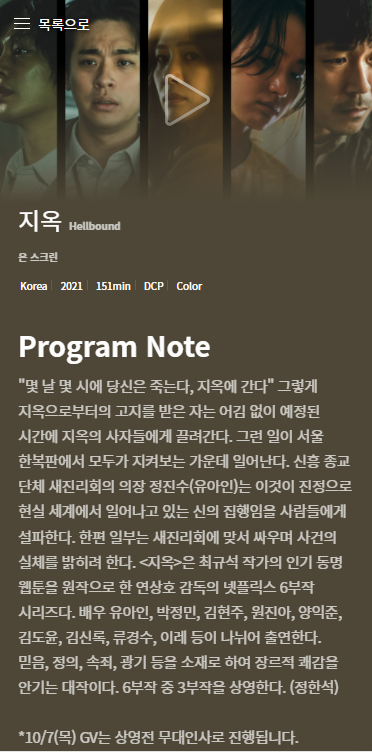 목록으로
지옥 Hellbound
온 스크린
Korea 2021 151min DCP Color
Program Note
"몇 날 몇 시에 당신은 죽는다, 지옥에 간다" 그렇게
지옥으로부터의 고지를 받은 자는 어김 없이 예정된
시간에 지옥의 사자들에게 끌려간다. 그런 일이 서울
한복판에서 모두가 지켜보는 가운데 일어난다. 신흥 종교
단체 새진리회의 의장 정진수(유아인)는 이것이 진정으로
현실 세계에서 일어나고 있는 신의 집행임을 사람들에게
설파한다. 한편 일부는 새진리회에 맞서 싸우며 사건의
실체를 밝히려 한다. <지옥>은 최규석 작가의 인기 동명
웹툰을 원작으로 한 연상호 감독의 넷플릭스 6부작
시리즈다. 배우 유아인, 박정민, 김현주, 원진아, 양익준,
김도윤, 김신록, 류경수, 이레 등이 나뉘어 출연한다.
믿음, 정의, 속죄, 광기 등을 소재로 하여 장르적 쾌감을
안기는 대작이다. 6부작 중 3부작을 상영한다. (정한석)
*10/7(목) GV는 상영전 무대인사로 진행됩니다.